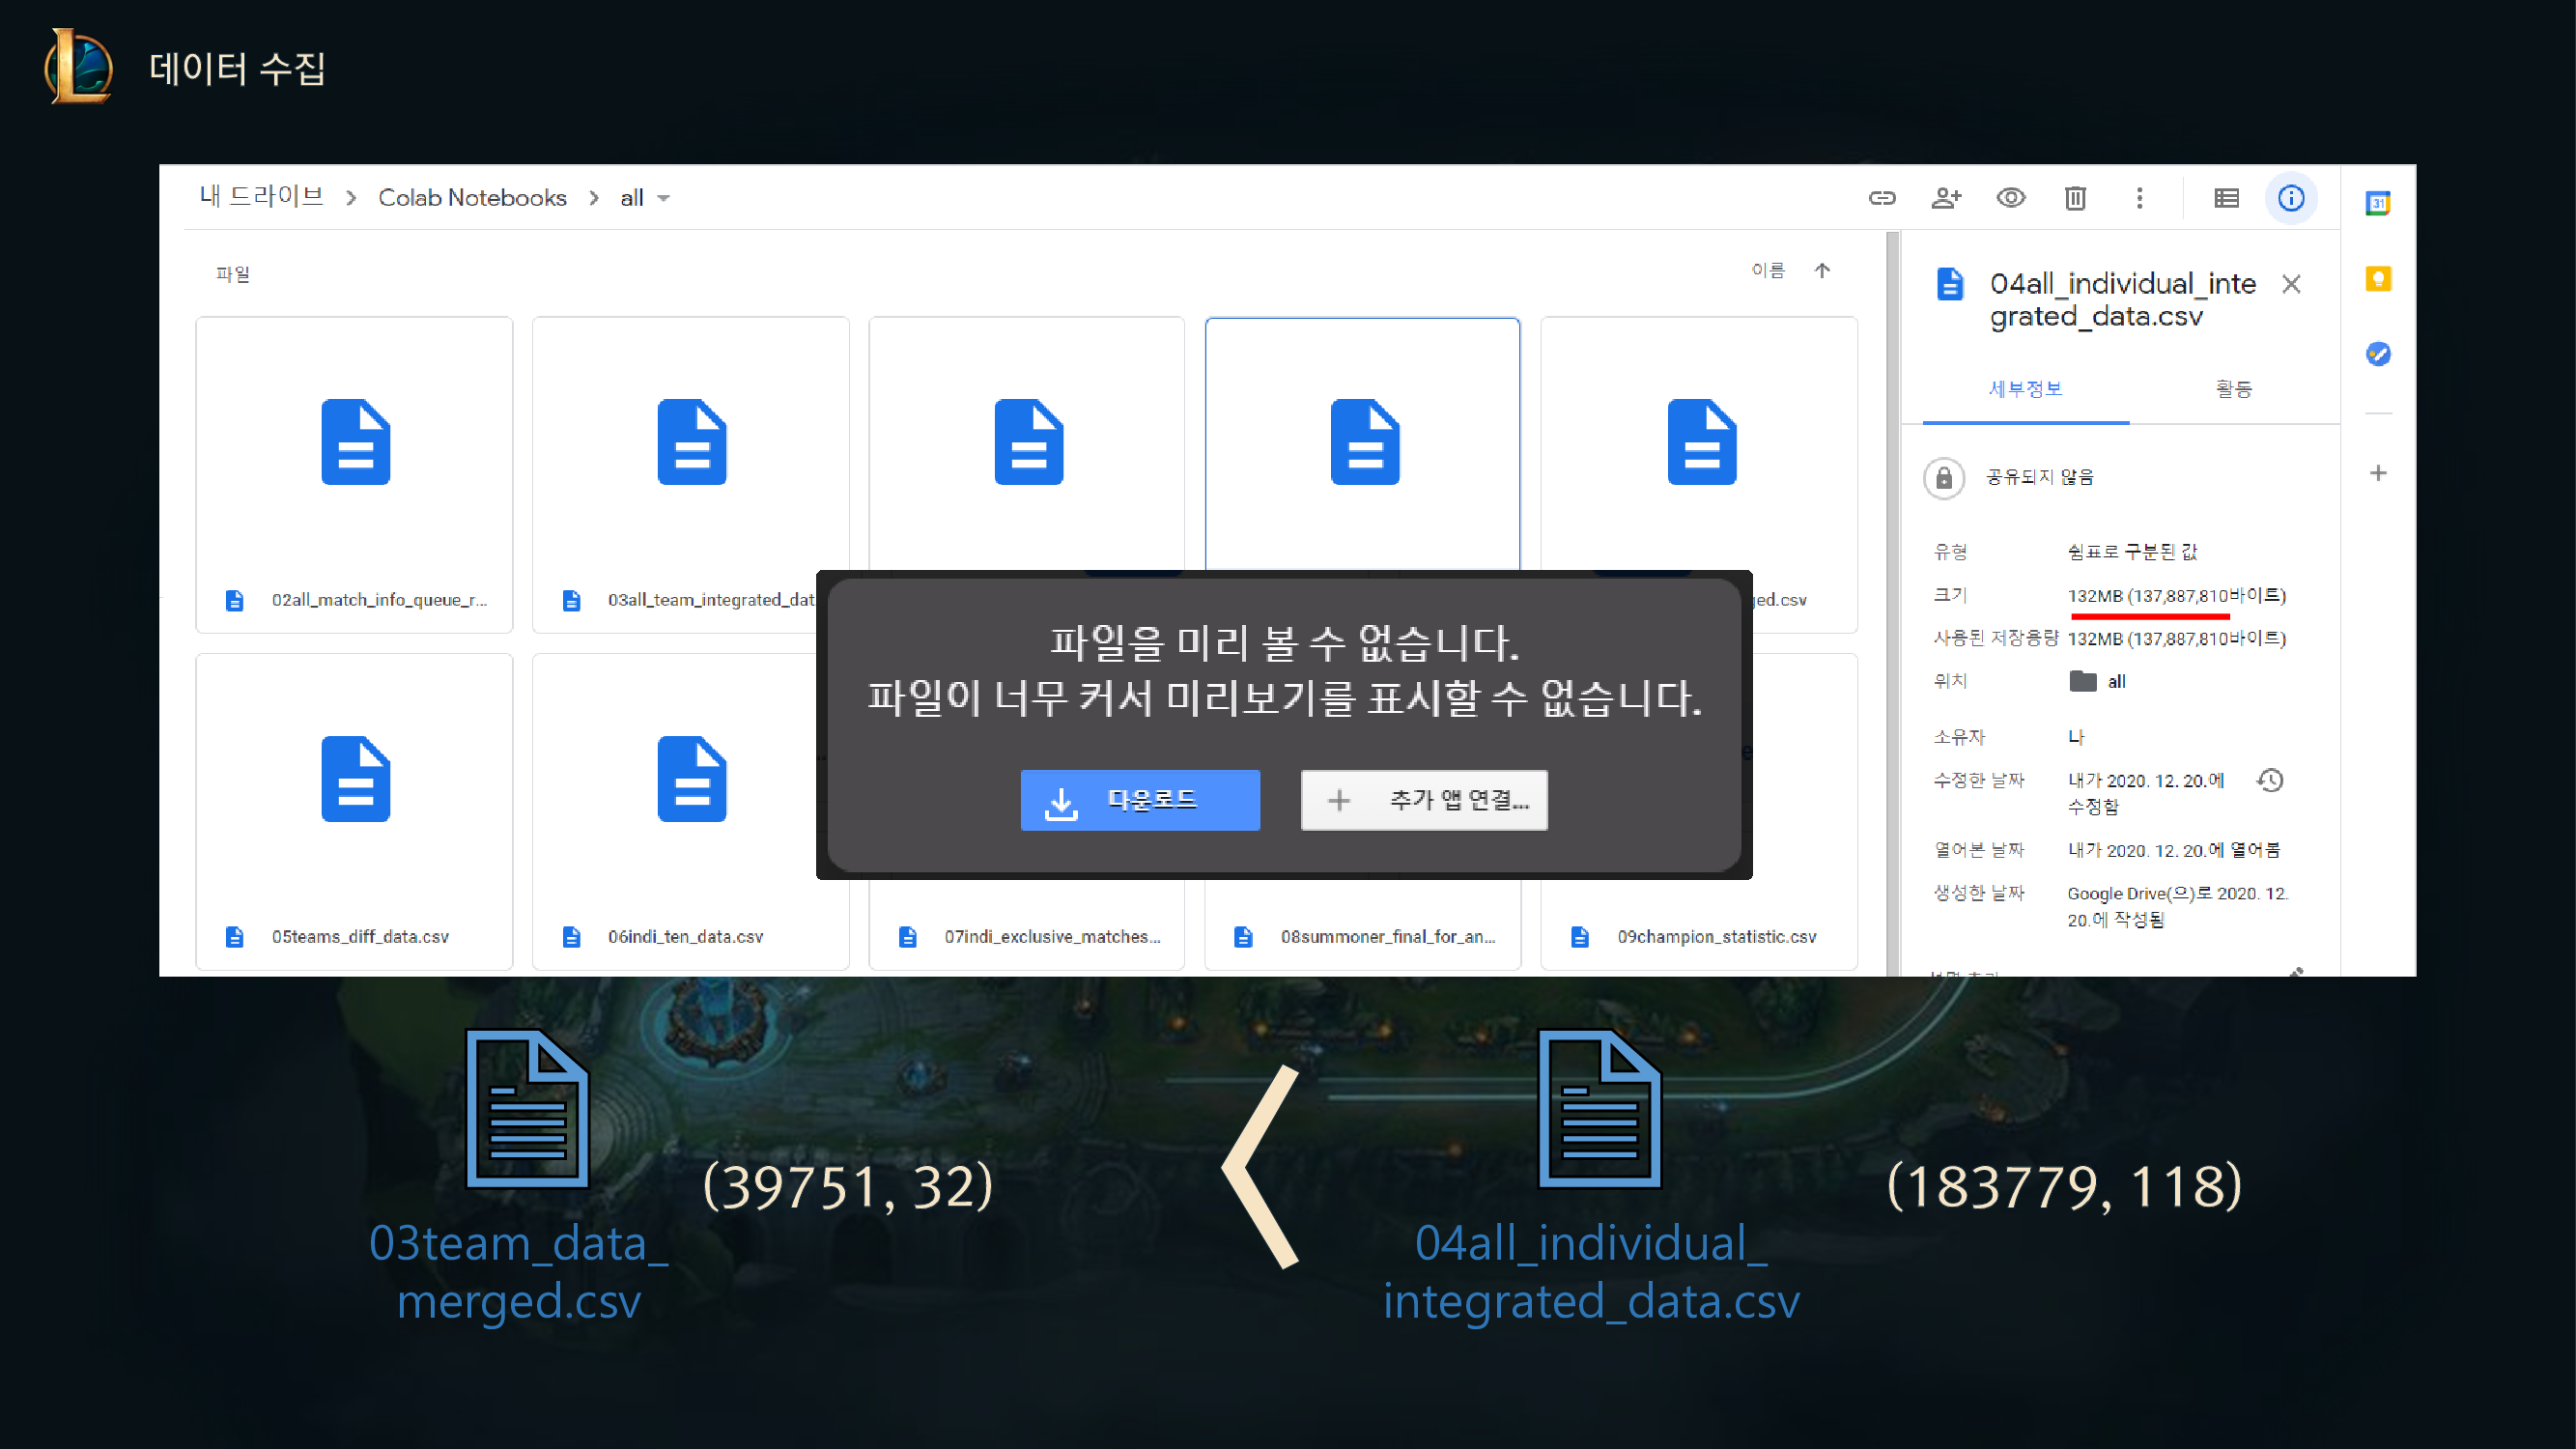 데이터 수집
내 드라이브 > Colab Notebooks > all
31
파일
이름
04all_individual_inte
grated_data.csv
세부정보
활동
공유되지 않음
유형 쉼표로 구분된 값
크기 132MB (137,887,810바이트)
사용된 저장용량 132MB (137,887,810바이트)
위치 all
소유자 나
수정한 날짜 내가 2020. 12. 20.에
수정함
열어본 날짜 내가 2020. 12. 20.에 열어봄
생성한 날짜 Google Drive(으)로 2020. 12.
20.에 작성됨
02all_match_info_queue_r...
03all_team_integrated_dat
ged.csv
파일을 미리 볼 수 없습니다.
파일이 너무 커서 미리보기를 표시할 수 없습니다.
다운로드
추가 앱 연결...
05teams_diff_data.csv
06indi_ten_data.csv
07indi_exclusive_matches...
08summoner_final_for_an...
09champion_statistic.csv
(39751, 32)
03team_data_
merged.csv
(183779, 118)
04all_individual_
integrated_data.csv